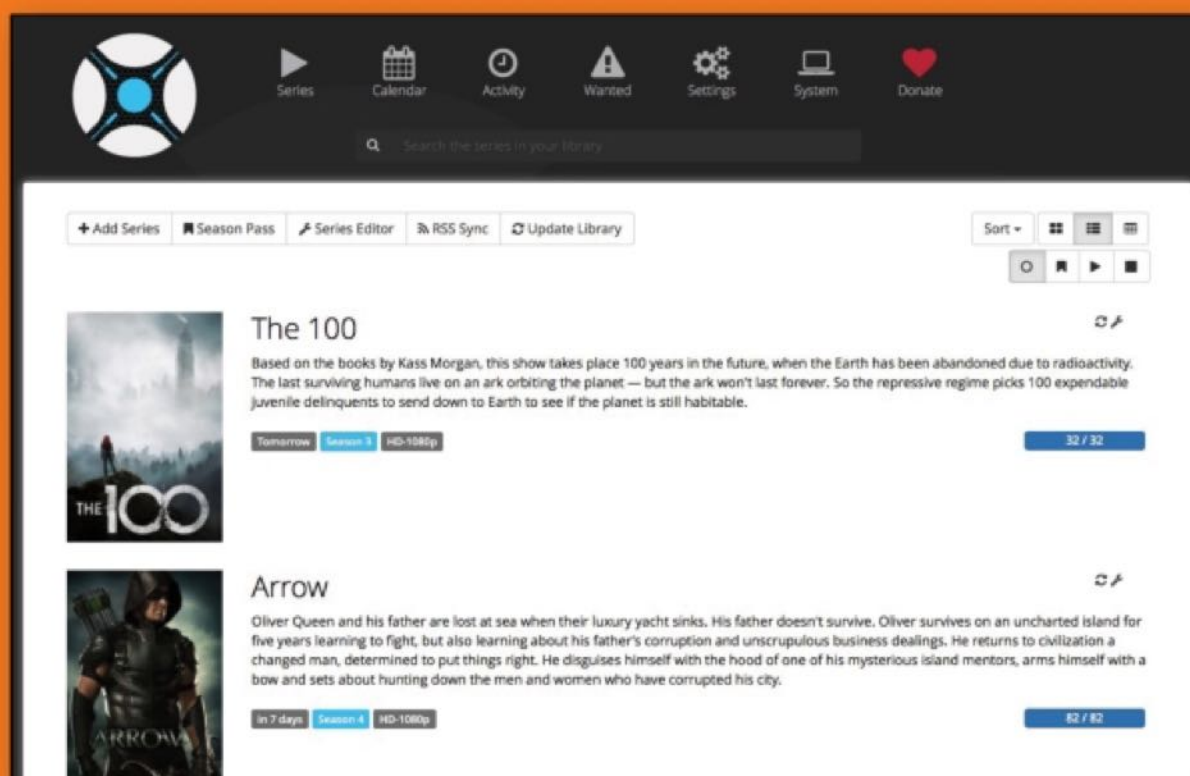 Series Calendar Activity Wanted Settings System Donate
Search the series in your library
Add Series Season Pass Series Editor RSS Sync Update Library Sort
The 100
Based on the books by Kass Morgan, this show takes place 100 years in the future, when the Earth has been abandoned due to radioactivity.
The last surviving humans live on an ark orbiting the planet — but the ark won't last forever. So the repressive regime picks 100 expendable
juvenile delinquents to send down to Earth to see if the planet is still habitable.
Tomorrow Season 3 HD-1080p 32 / 32
THE 100
Arrow
Oliver Queen and his father are lost at sea when their luxury yacht sinks. His father doesn't survive. Oliver survives on an uncharted island for
five years learning to fight, but also learning about his father's corruption and unscrupulous business dealings. He returns to civilization a
changed man, determined to put things right. He disguises himself with the hood of one of his mysterious island mentors, arms himself with a
bow and sets about hunting down the men and women who have corrupted his city.
in 7 days Season 4 HD-1080p 82 / 82
ARROW